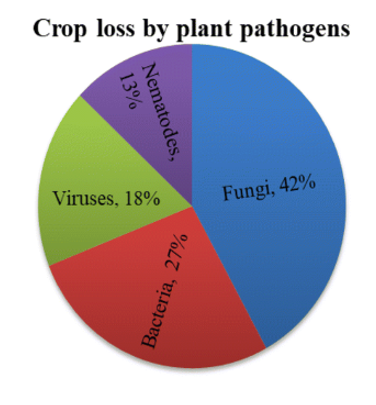 Crop loss by plant pathogens
Nematodes,
13%
Fungi, 42%
Viruses, 18%
Bacteria, 27%